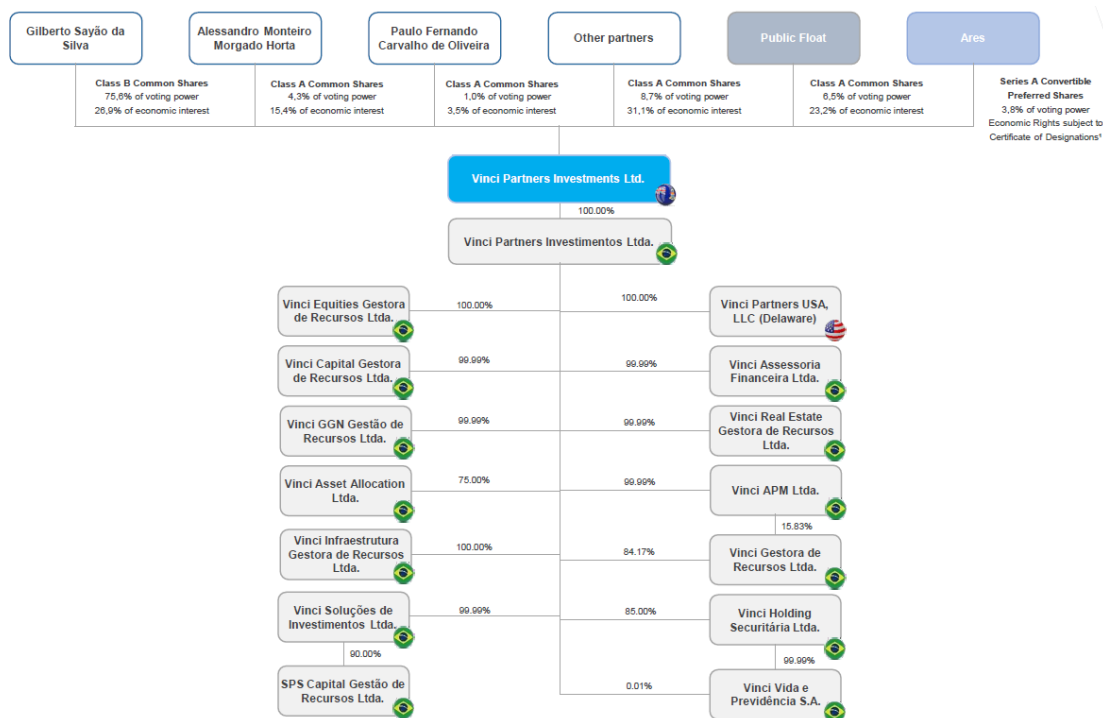 Gilberto Sayão da
Silva
Alessandro Monteiro
Morgado Horta
Paulo Fernando
Carvalho de Oliveira
Other partners
Public Float
Ares
Class B Common Shares
75,6% of voting power
26,9% of economic interest
Class A Common Shares
4,3% of voting power
15,4% of economic interest
Class A Common Shares
1,0% of voting power
3,5% of economic interest
Class A Common Shares
8,7% of voting power
31,1% of economic interest
Class A Common Shares
6,5% of voting power
23,2% of economic interest
Series A Convertible
Preferred Shares
3,8% of voting power
Economic Rights subject to
Certificate of Designations¹
Vinci Partners Investments Ltd.
100.00%
Vinci Partners Investimentos Ltda.
Vinci Equities Gestora
de Recursos Ltda.
100.00%
100.00%
Vinci Partners USA,
LLC (Delaware)
Vinci Capital Gestora
de Recursos Ltda.
99.99%
99.99%
Vinci Assessoria
Financeira Ltda.
Vinci GGN Gestão de
Recursos Ltda.
99.99%
99.99%
Vinci Real Estate
Gestora de Recursos
Ltda.
Vinci Asset Allocation
Ltda.
75.00%
99.99%
Vinci APM Ltda.
15.83%
Vinci Infraestrutura
Gestora de Recursos
Ltda.
100.00%
84.17%
Vinci Gestora de
Recursos Ltda.
Vinci Soluções de
Investimentos Ltda.
99.99%
85.00%
Vinci Holding
Securitária Ltda.
90.00%
99.99%
SPS Capital Gestão de
Recursos Ltda.
0.01%
Vinci Vida e
Previdência S.A.